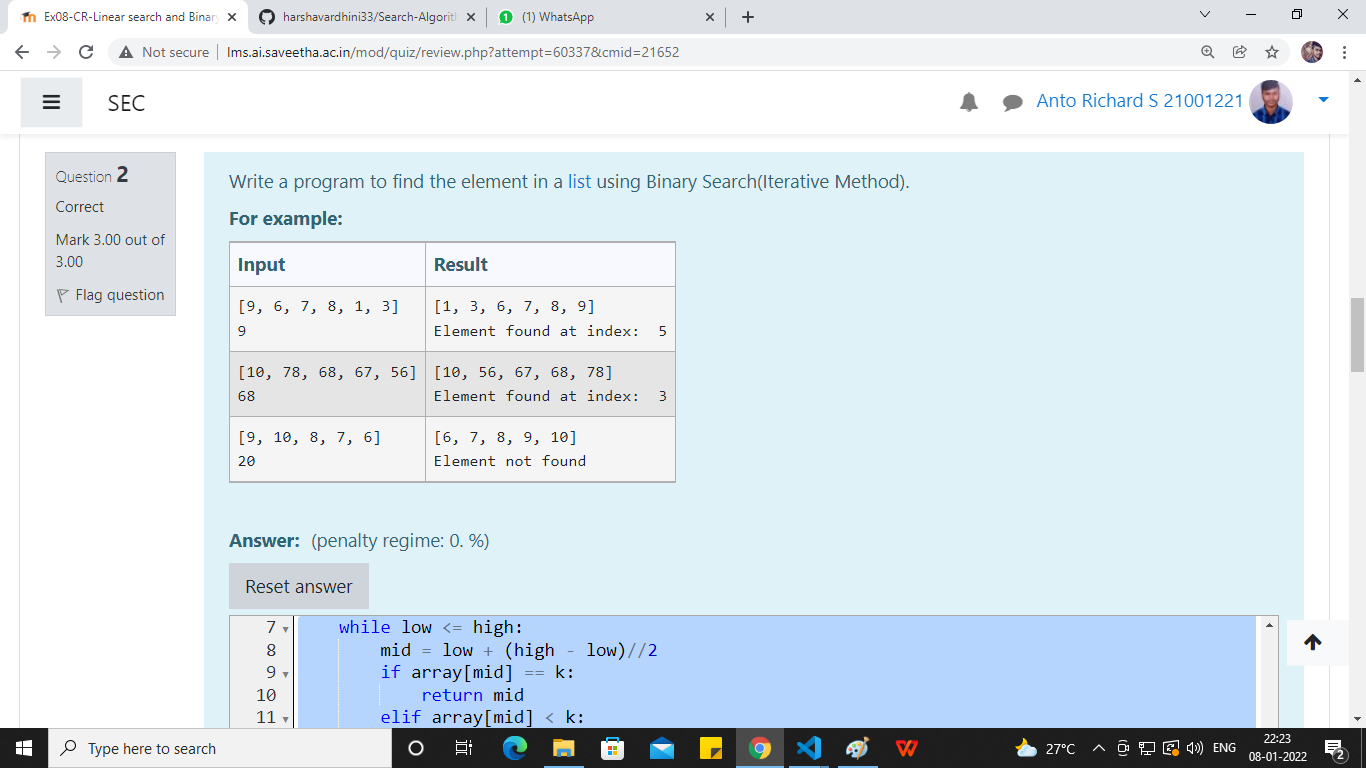 Ex08-CR-Linear search and Binary
harshavardhini33/Search-Algorith
(1) WhatsApp
Not secure
lms.ai.saveetha.ac.in/mod/quiz/review.php?attempt=60337&cmid=21652
SEC
Anto Richard S 21001221
Question 2
Correct
Mark 3.00 out of
3.00
Flag question
Write a program to find the element in a list using Binary Search(Iterative Method).
For example:
Input Result
[9, 6, 7, 8, 1, 3] [1, 3, 6, 7, 8, 9]
9 Element found at index:  5
[10, 78, 68, 67, 56] [10, 56, 67, 68, 78]
68 Element found at index:  3
[9, 10, 8, 7, 6] [6, 7, 8, 9, 10]
20 Element not found
Answer: (penalty regime: 0. %)
Reset answer
7 while low <= high:
8 mid = low + (high - low)//2
9 if array[mid] == k:
10 return mid
11 elif array[mid] < k:
Type here to search
27°C
ENG
22:23
08-01-2022
2